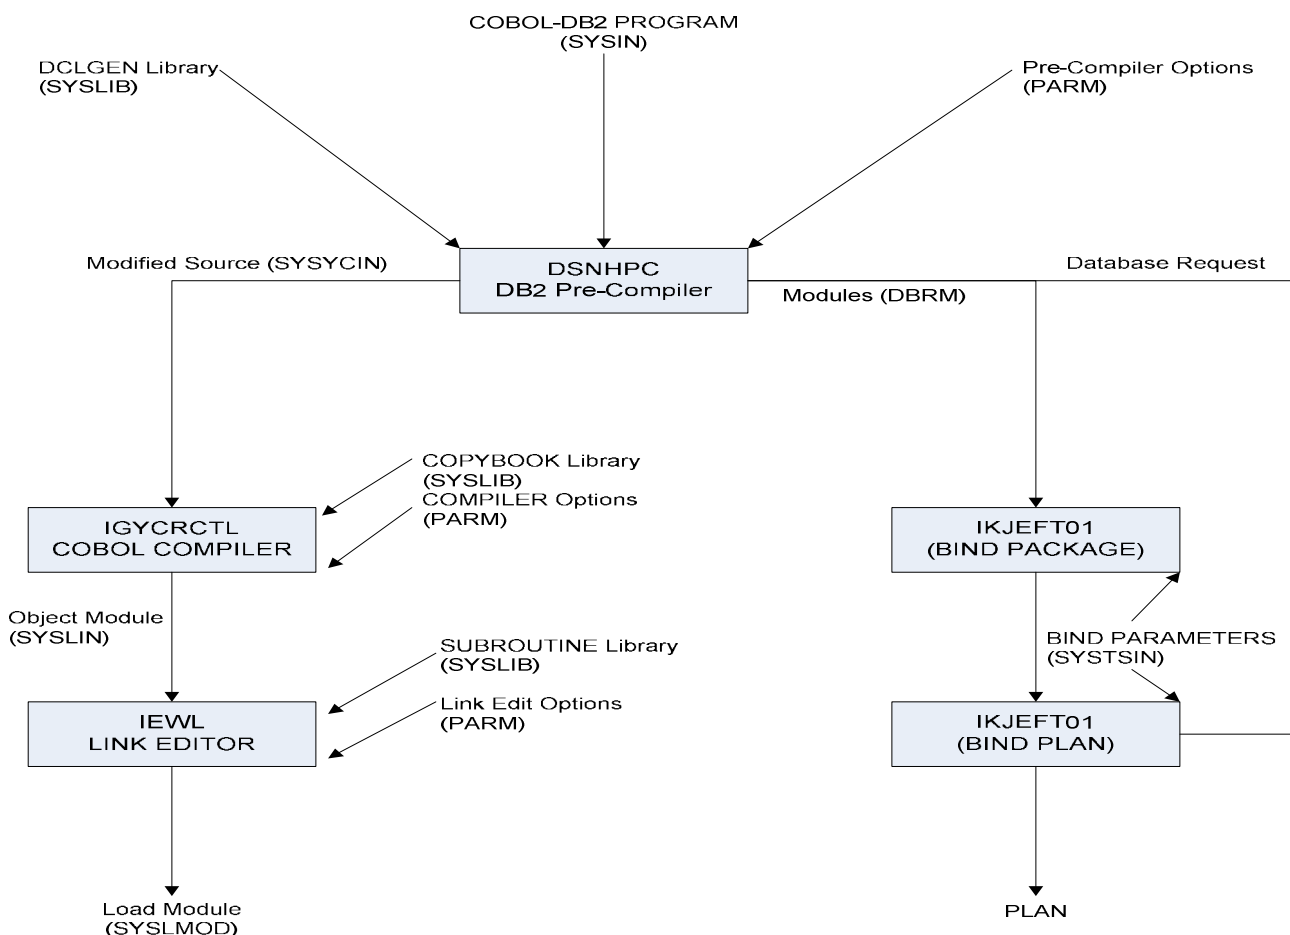 COBOL-DB2 PROGRAM
(SYSIN)
DCLGEN Library
(SYSLIB)
Pre-Compiler Options
(PARM)
Modified Source (SYSYCIN)
DSNHPC
DB2 Pre-Compiler
Database Request
Modules (DBRM)
COPYBOOK Library
(SYSLIB)
COMPILER Options
(PARM)
IGYCRCTL
COBOL COMPILER
IKJEFT01
(BIND PACKAGE)
Object Module
(SYSLIN)
SUBROUTINE Library
(SYSLIB)
BIND PARAMETERS
(SYSTSIN)
Link Edit Options
(PARM)
IEWL
LINK EDITOR
IKJEFT01
(BIND PLAN)
Load Module
(SYSLMOD)
PLAN